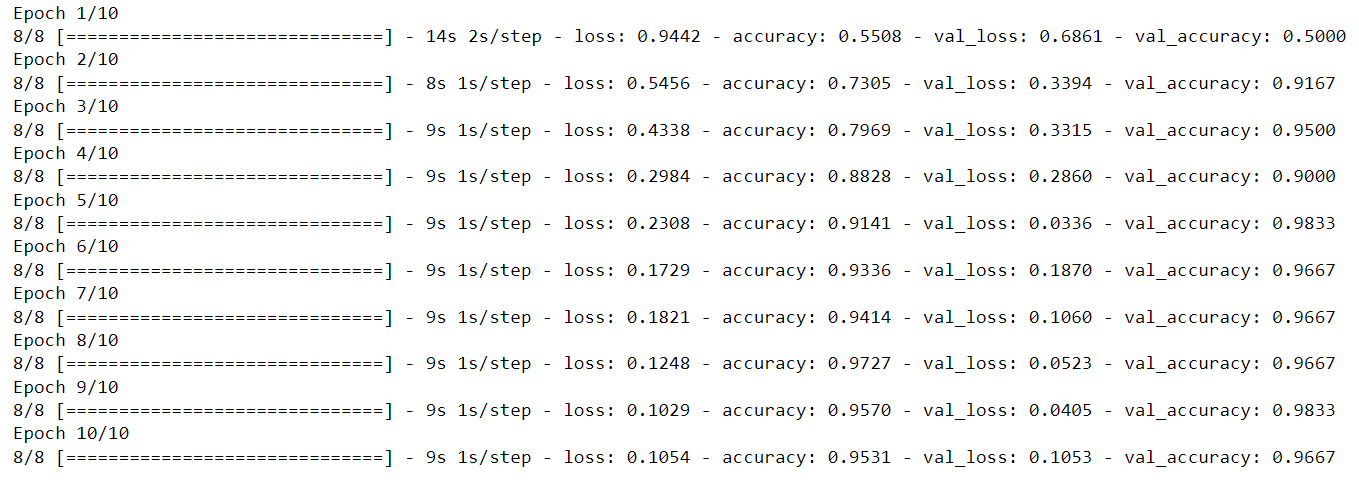 Epoch 1/10
8/8 [==============================] - 14s 2s/step - loss: 0.9442 - accuracy: 0.5508 - val_loss: 0.6861 - val_accuracy: 0.5000
Epoch 2/10
8/8 [==============================] - 8s 1s/step - loss: 0.5456 - accuracy: 0.7305 - val_loss: 0.3394 - val_accuracy: 0.9167
Epoch 3/10
8/8 [==============================] - 9s 1s/step - loss: 0.4338 - accuracy: 0.7969 - val_loss: 0.3315 - val_accuracy: 0.9500
Epoch 4/10
8/8 [==============================] - 9s 1s/step - loss: 0.2984 - accuracy: 0.8828 - val_loss: 0.2860 - val_accuracy: 0.9000
Epoch 5/10
8/8 [==============================] - 9s 1s/step - loss: 0.2308 - accuracy: 0.9141 - val_loss: 0.0336 - val_accuracy: 0.9833
Epoch 6/10
8/8 [==============================] - 9s 1s/step - loss: 0.1729 - accuracy: 0.9336 - val_loss: 0.1870 - val_accuracy: 0.9667
Epoch 7/10
8/8 [==============================] - 9s 1s/step - loss: 0.1821 - accuracy: 0.9414 - val_loss: 0.1060 - val_accuracy: 0.9667
Epoch 8/10
8/8 [==============================] - 9s 1s/step - loss: 0.1248 - accuracy: 0.9727 - val_loss: 0.0523 - val_accuracy: 0.9667
Epoch 9/10
8/8 [==============================] - 9s 1s/step - loss: 0.1029 - accuracy: 0.9570 - val_loss: 0.0405 - val_accuracy: 0.9833
Epoch 10/10
8/8 [==============================] - 9s 1s/step - loss: 0.1054 - accuracy: 0.9531 - val_loss: 0.1053 - val_accuracy: 0.9667